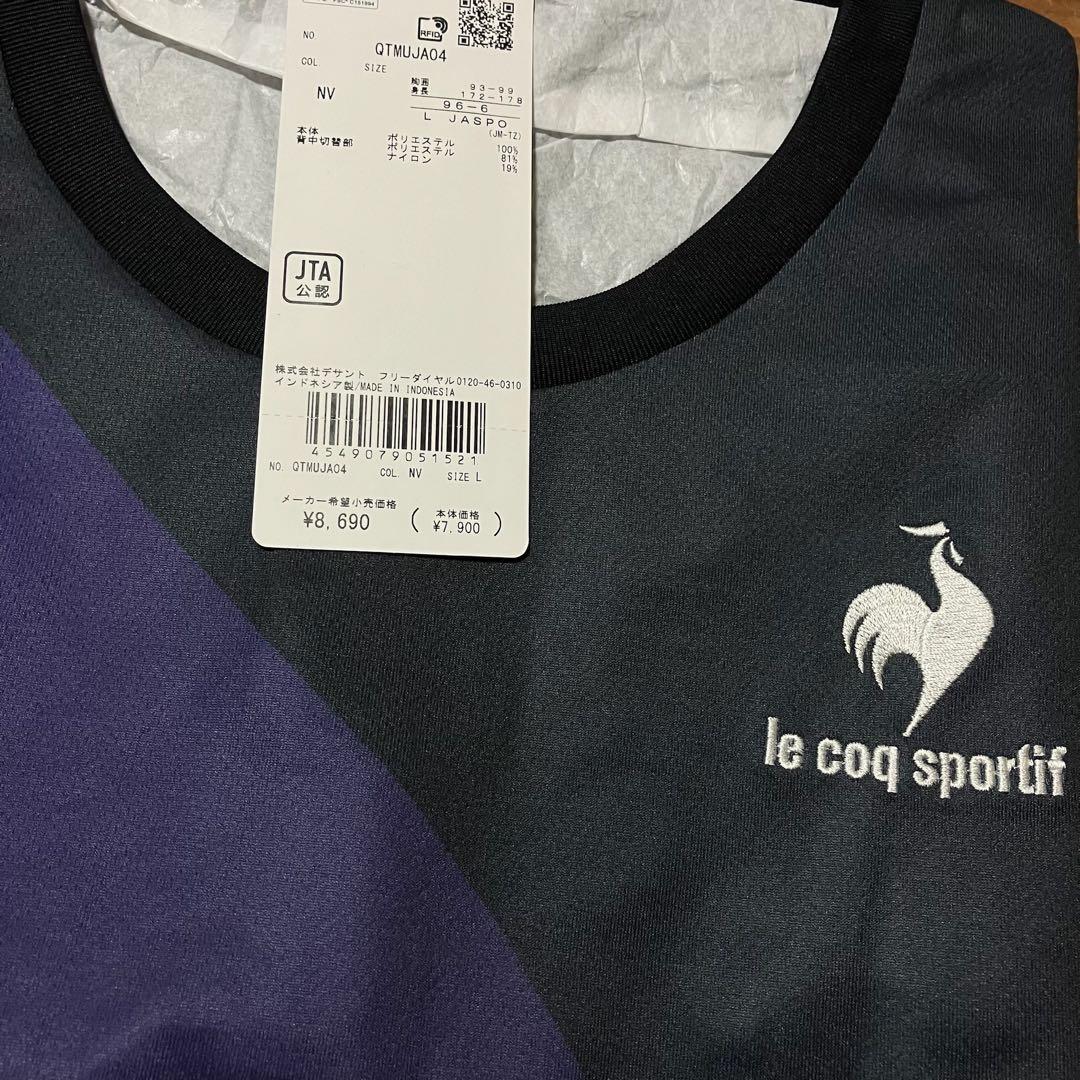 RFID
NO. QTMUJA04
COL. SIZE
NV
胸囲 93-99
身長 172-178
96-6
L JASPO
(JM-TZ)
本体 ポリエステル 100%
背中切替部 ポリエステル 81%
ナイロン 19%
JTA
公認
株式会社デサント フリーダイヤル0120-46-0310
インドネシア製/MADE IN INDONESIA
4549079051521
NO. QTMUJA04 COL. NV SIZE L
メーカー希望小売価格
¥8,690 ( 本体価格 ¥7,900 )
le coq sportif